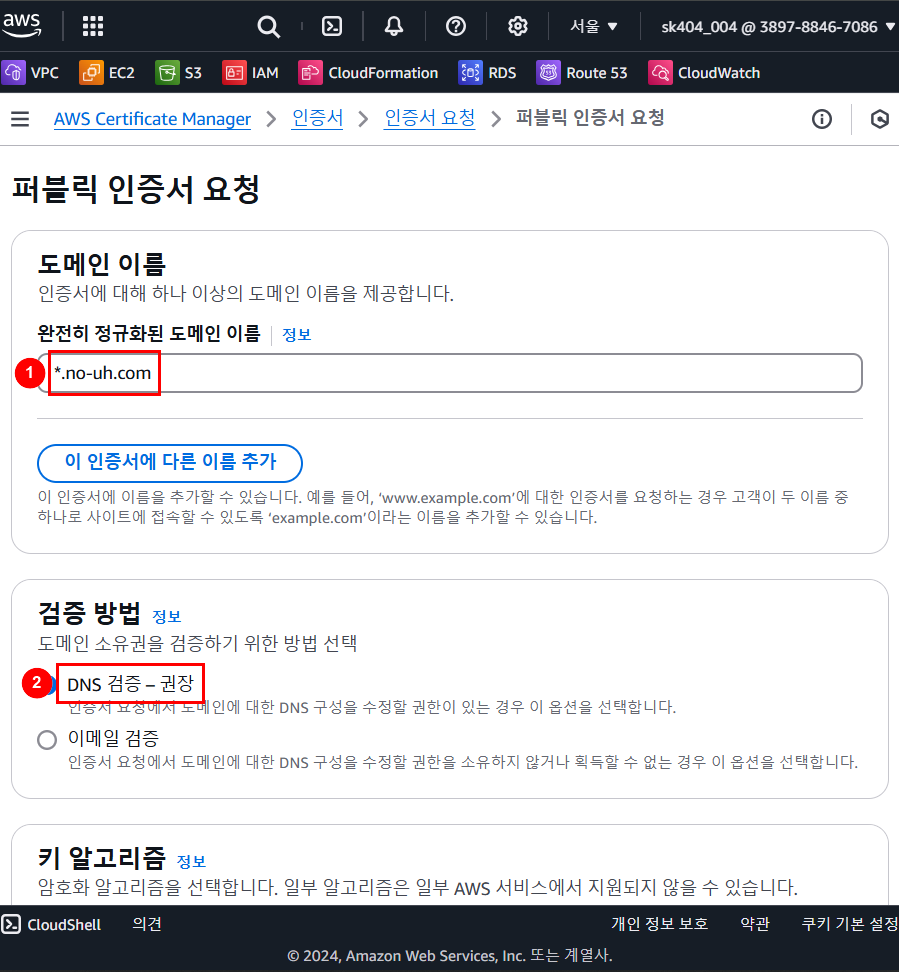 aws
서울 ▼ sk404_004 @ 3897-8846-7086 ▼
VPC EC2 S3 IAM CloudFormation RDS Route 53 CloudWatch
AWS Certificate Manager > 인증서 > 인증서 요청 > 퍼블릭 인증서 요청
퍼블릭 인증서 요청
도메인 이름
인증서에 대해 하나 이상의 도메인 이름을 제공합니다.
완전히 정규화된 도메인 이름 정보
1 *.no-uh.com
이 인증서에 다른 이름 추가
이 인증서에 이름을 추가할 수 있습니다. 예를 들어, ‘www.example.com’에 대한 인증서를 요청하는 경우 고객이 두 이름 중
하나로 사이트에 접속할 수 있도록 ‘example.com’이라는 이름을 추가할 수 있습니다.
검증 방법 정보
도메인 소유권을 검증하기 위한 방법 선택
2 DNS 검증 – 권장
인증서 요청에서 도메인에 대한 DNS 구성을 수정할 권한이 있는 경우 이 옵션을 선택합니다.
이메일 검증
인증서 요청에서 도메인에 대한 DNS 구성을 수정할 권한을 소유하지 않거나 획득할 수 없는 경우 이 옵션을 선택합니다.
키 알고리즘 정보
암호화 알고리즘을 선택합니다. 일부 알고리즘은 일부 AWS 서비스에서 지원되지 않을 수 있습니다.
CloudShell 의견 개인 정보 보호 약관 쿠키 기본 설정
© 2024, Amazon Web Services, Inc. 또는 계열사.